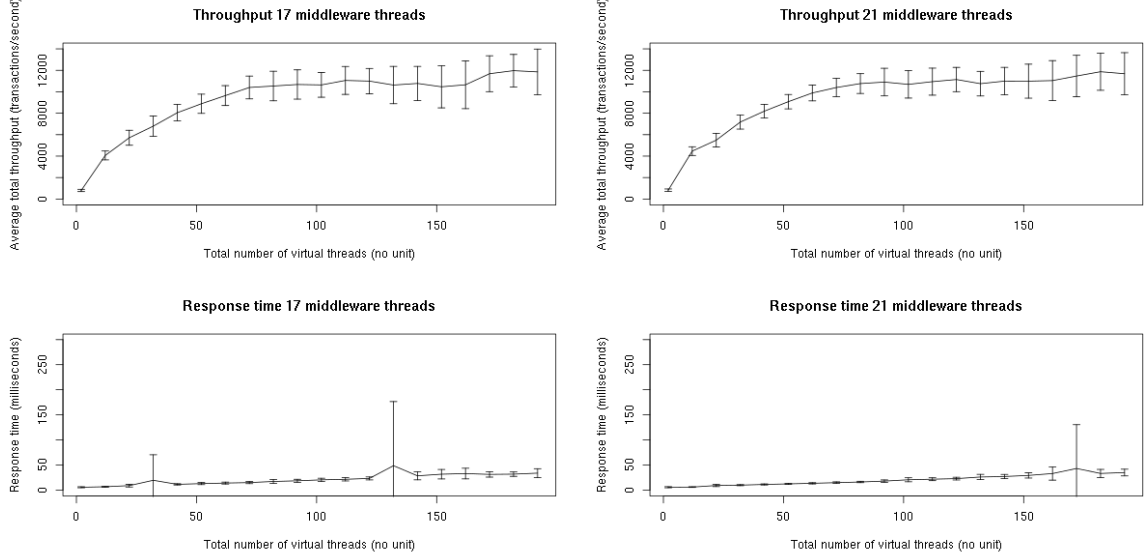 Throughput 17 middleware threads
Average total throughput (transactions/second)
0 4000 8000 12000
0 50 100 150
Total number of virtual threads (no unit)
Throughput 21 middleware threads
Average total throughput (transactions/second)
0 4000 8000 12000
0 50 100 150
Total number of virtual threads (no unit)
Response time 17 middleware threads
Response time (milliseconds)
0 50 150 250
0 50 100 150
Total number of virtual threads (no unit)
Response time 21 middleware threads
Response time (milliseconds)
0 50 150 250
0 50 100 150
Total number of virtual threads (no unit)